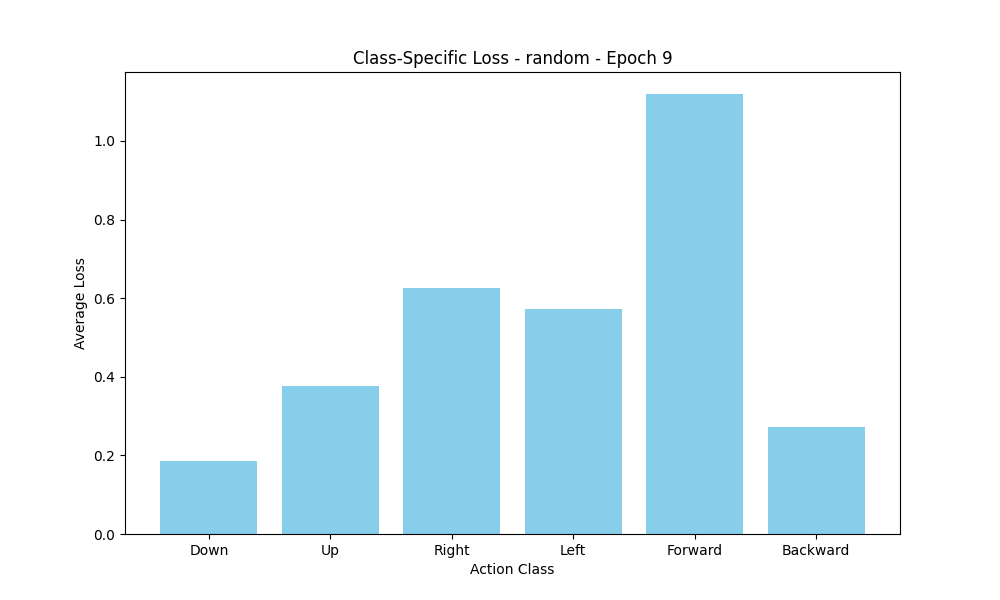 Class-Specific Loss - random - Epoch 9
Average Loss
1.0
0.8
0.6
0.4
0.2
0.0
Down Up Right Left Forward Backward
Action Class